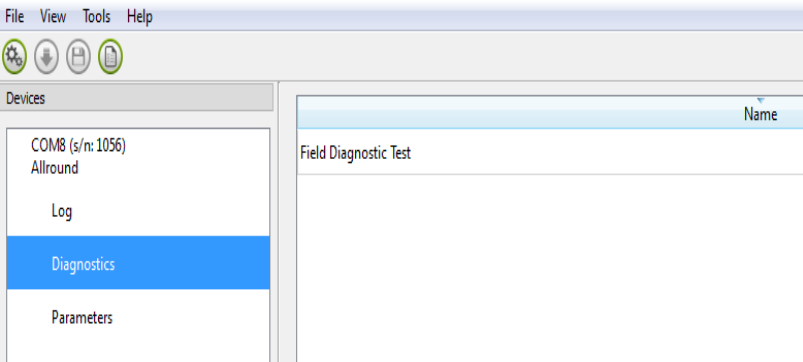 File View Tools Help
Devices
COM8 (s/n: 1056)
Allround
Log
Diagnostics
Parameters
Name
Field Diagnostic Test